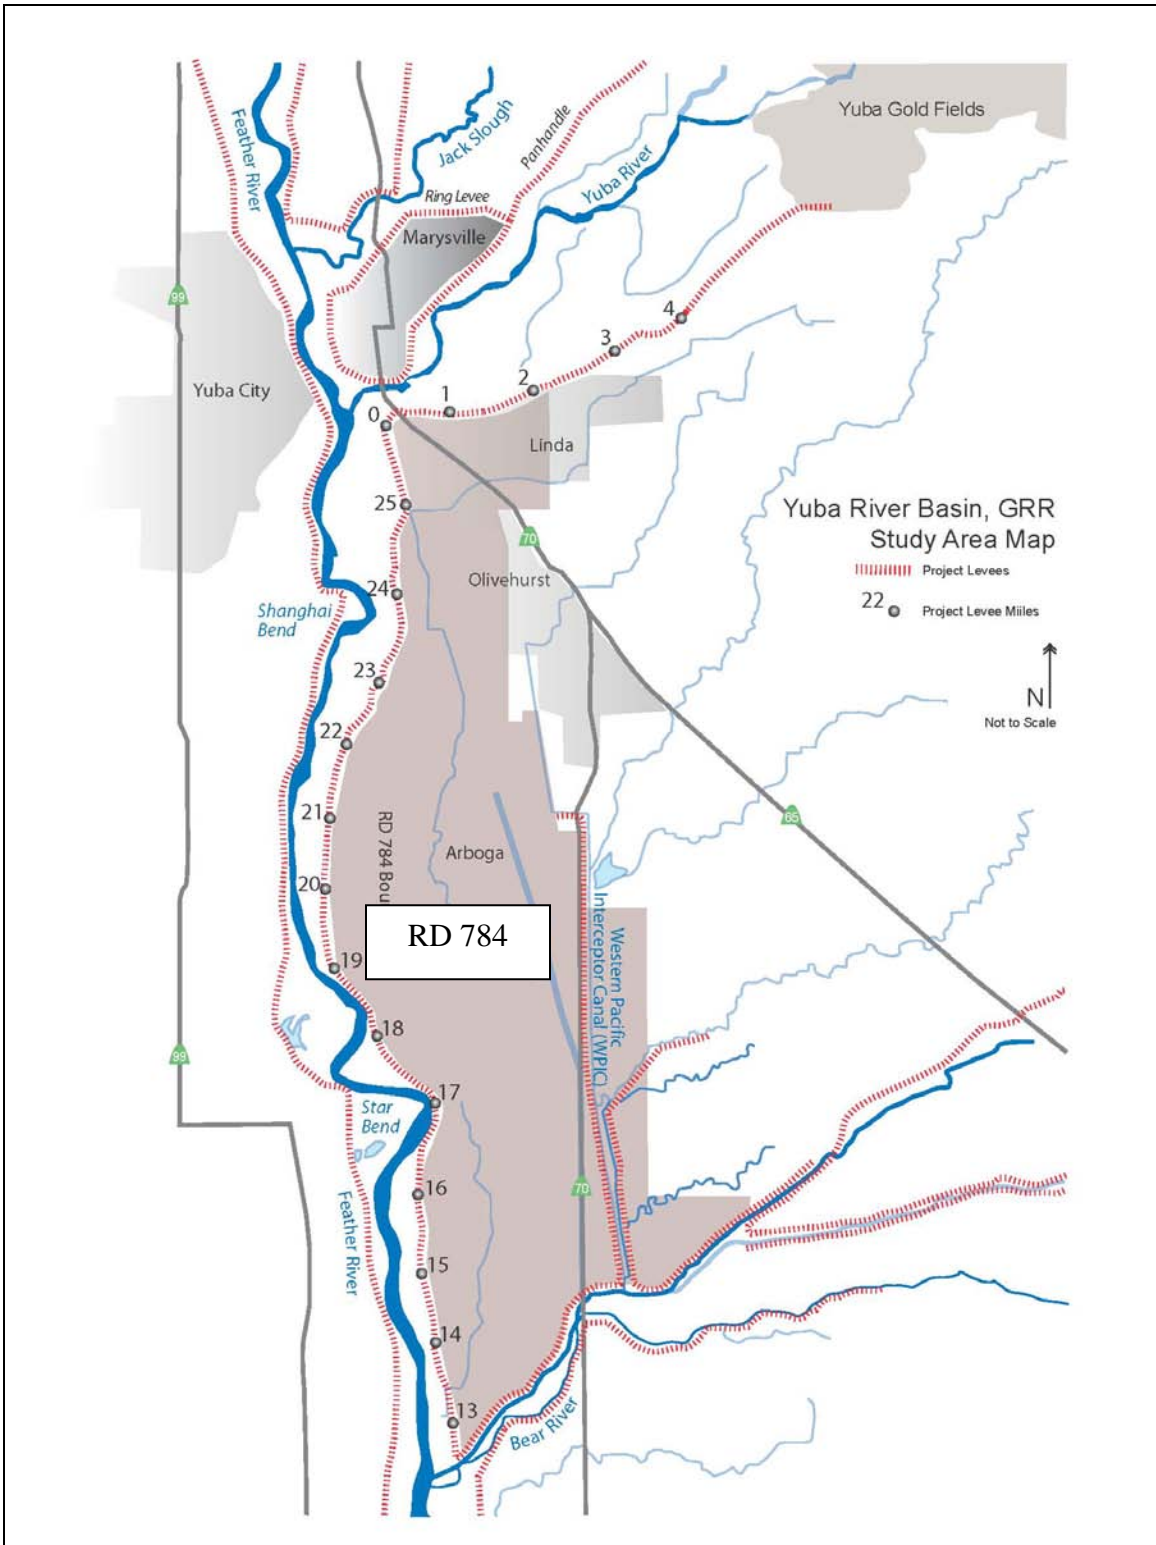 Yuba Gold Fields
Feather River
Jack Slough
Panhandle
Yuba River
Ring Levee
Marysville
99
4
3
Yuba City
2
1
0
Linda
25
Yuba River Basin, GRR
Study Area Map
70
Project Levees
Olivehurst
24
22
Project Levee Miiles
Shanghai
Bend
23
N
Not to Scale
22
21
65
RD 784 Bou
Arboga
20
RD 784
Western Pacific
Interceptor Canal (WPIC)
19
18
99
17
Star
Bend
16
70
Feather River
15
14
13
Bear River